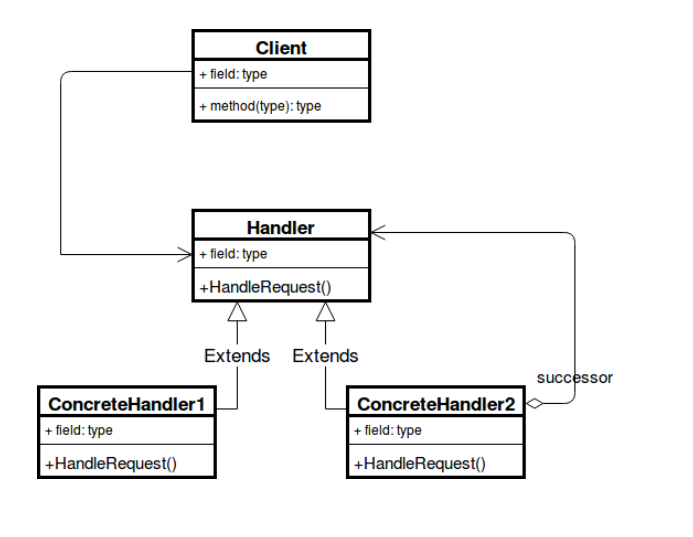 Client
+ field: type
+ method(type): type
Handler
+ field: type
+HandleRequest()
Extends
Extends
successor
ConcreteHandler1
+ field: type
+HandleRequest()
ConcreteHandler2
+ field: type
+HandleRequest()